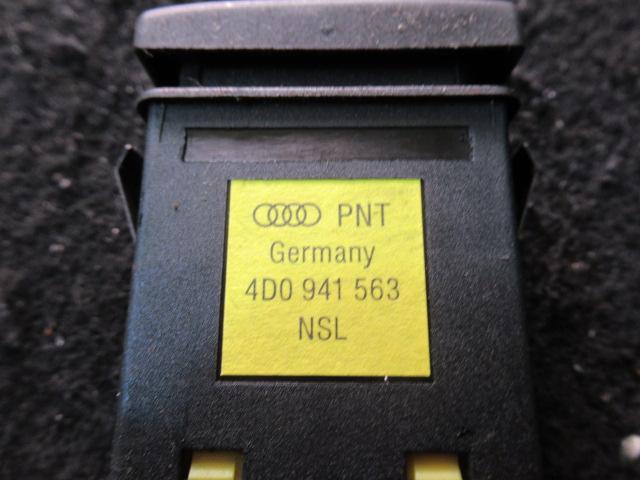 PNT
Germany
4D0 941 563
NSL